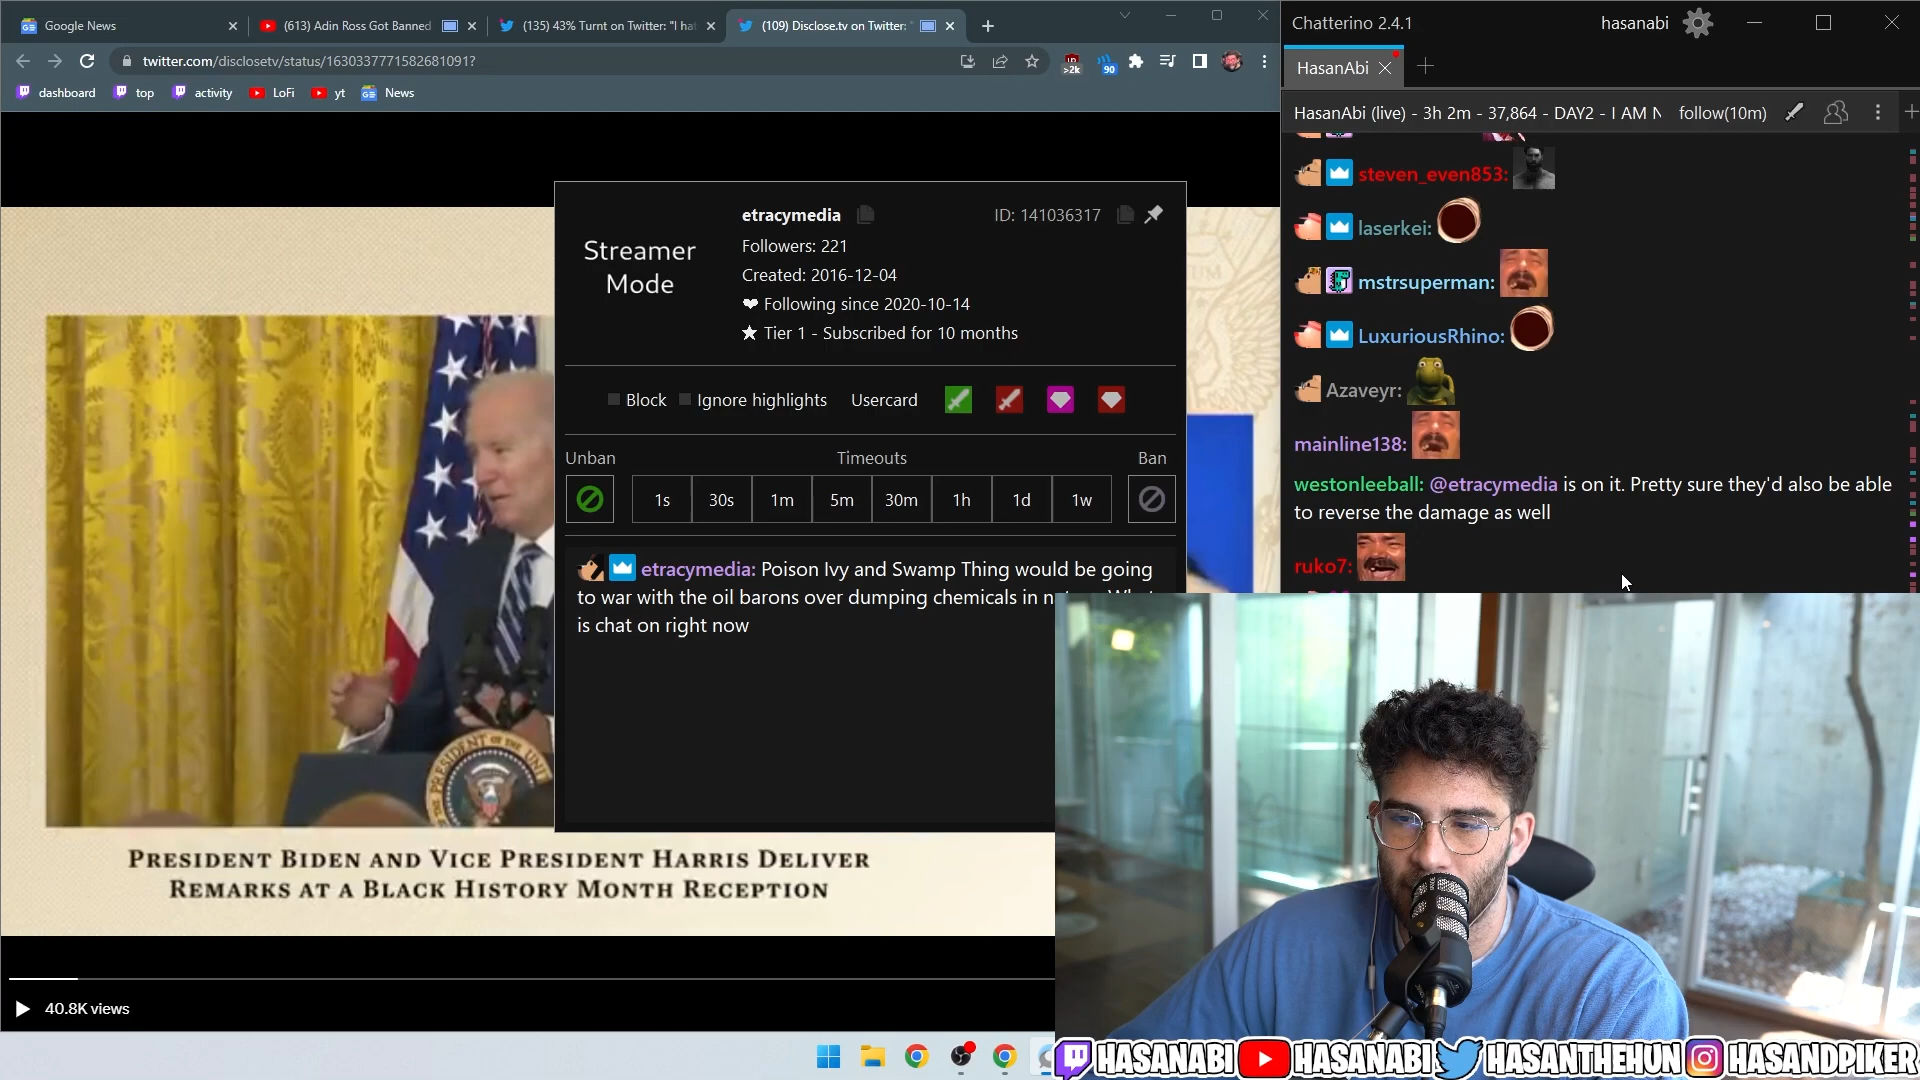 Google News
(613) Adin Ross Got Banned
(135) 43% Turnt on Twitter: "I hat
(109) Disclose.tv on Twitter: "
twitter.com/disclosetv/status/1630337771582681091?
>2k
90
dashboard
top
activity
LoFi
yt
News
Chatterino 2.4.1
hasanabi
HasanAbi
HasanAbi (live) - 3h 2m - 37,864 - DAY2 - I AM N
follow(10m)
steven_even853:
laserkei:
mstrsuperman:
LuxuriousRhino:
Azaveyr:
mainline138:
westonleeball: @etracymedia is on it. Pretty sure they'd also be able
to reverse the damage as well
ruko7:
Streamer
Mode
etracymedia
ID: 141036317
Followers: 221
Created: 2016-12-04
Following since 2020-10-14
Tier 1 - Subscribed for 10 months
Block
Ignore highlights
Usercard
Unban
Timeouts
Ban
1s
30s
1m
5m
30m
1h
1d
1w
etracymedia: Poison Ivy and Swamp Thing would be going
to war with the oil barons over dumping chemicals in
is chat on right now
PRESIDENT OF THE UNIT
PRESIDENT BIDEN AND VICE PRESIDENT HARRIS DELIVER
REMARKS AT A BLACK HISTORY MONTH RECEPTION
40.8K views
HASANABI
HASANABI
HASANTHEHUN
HASANDPIKER